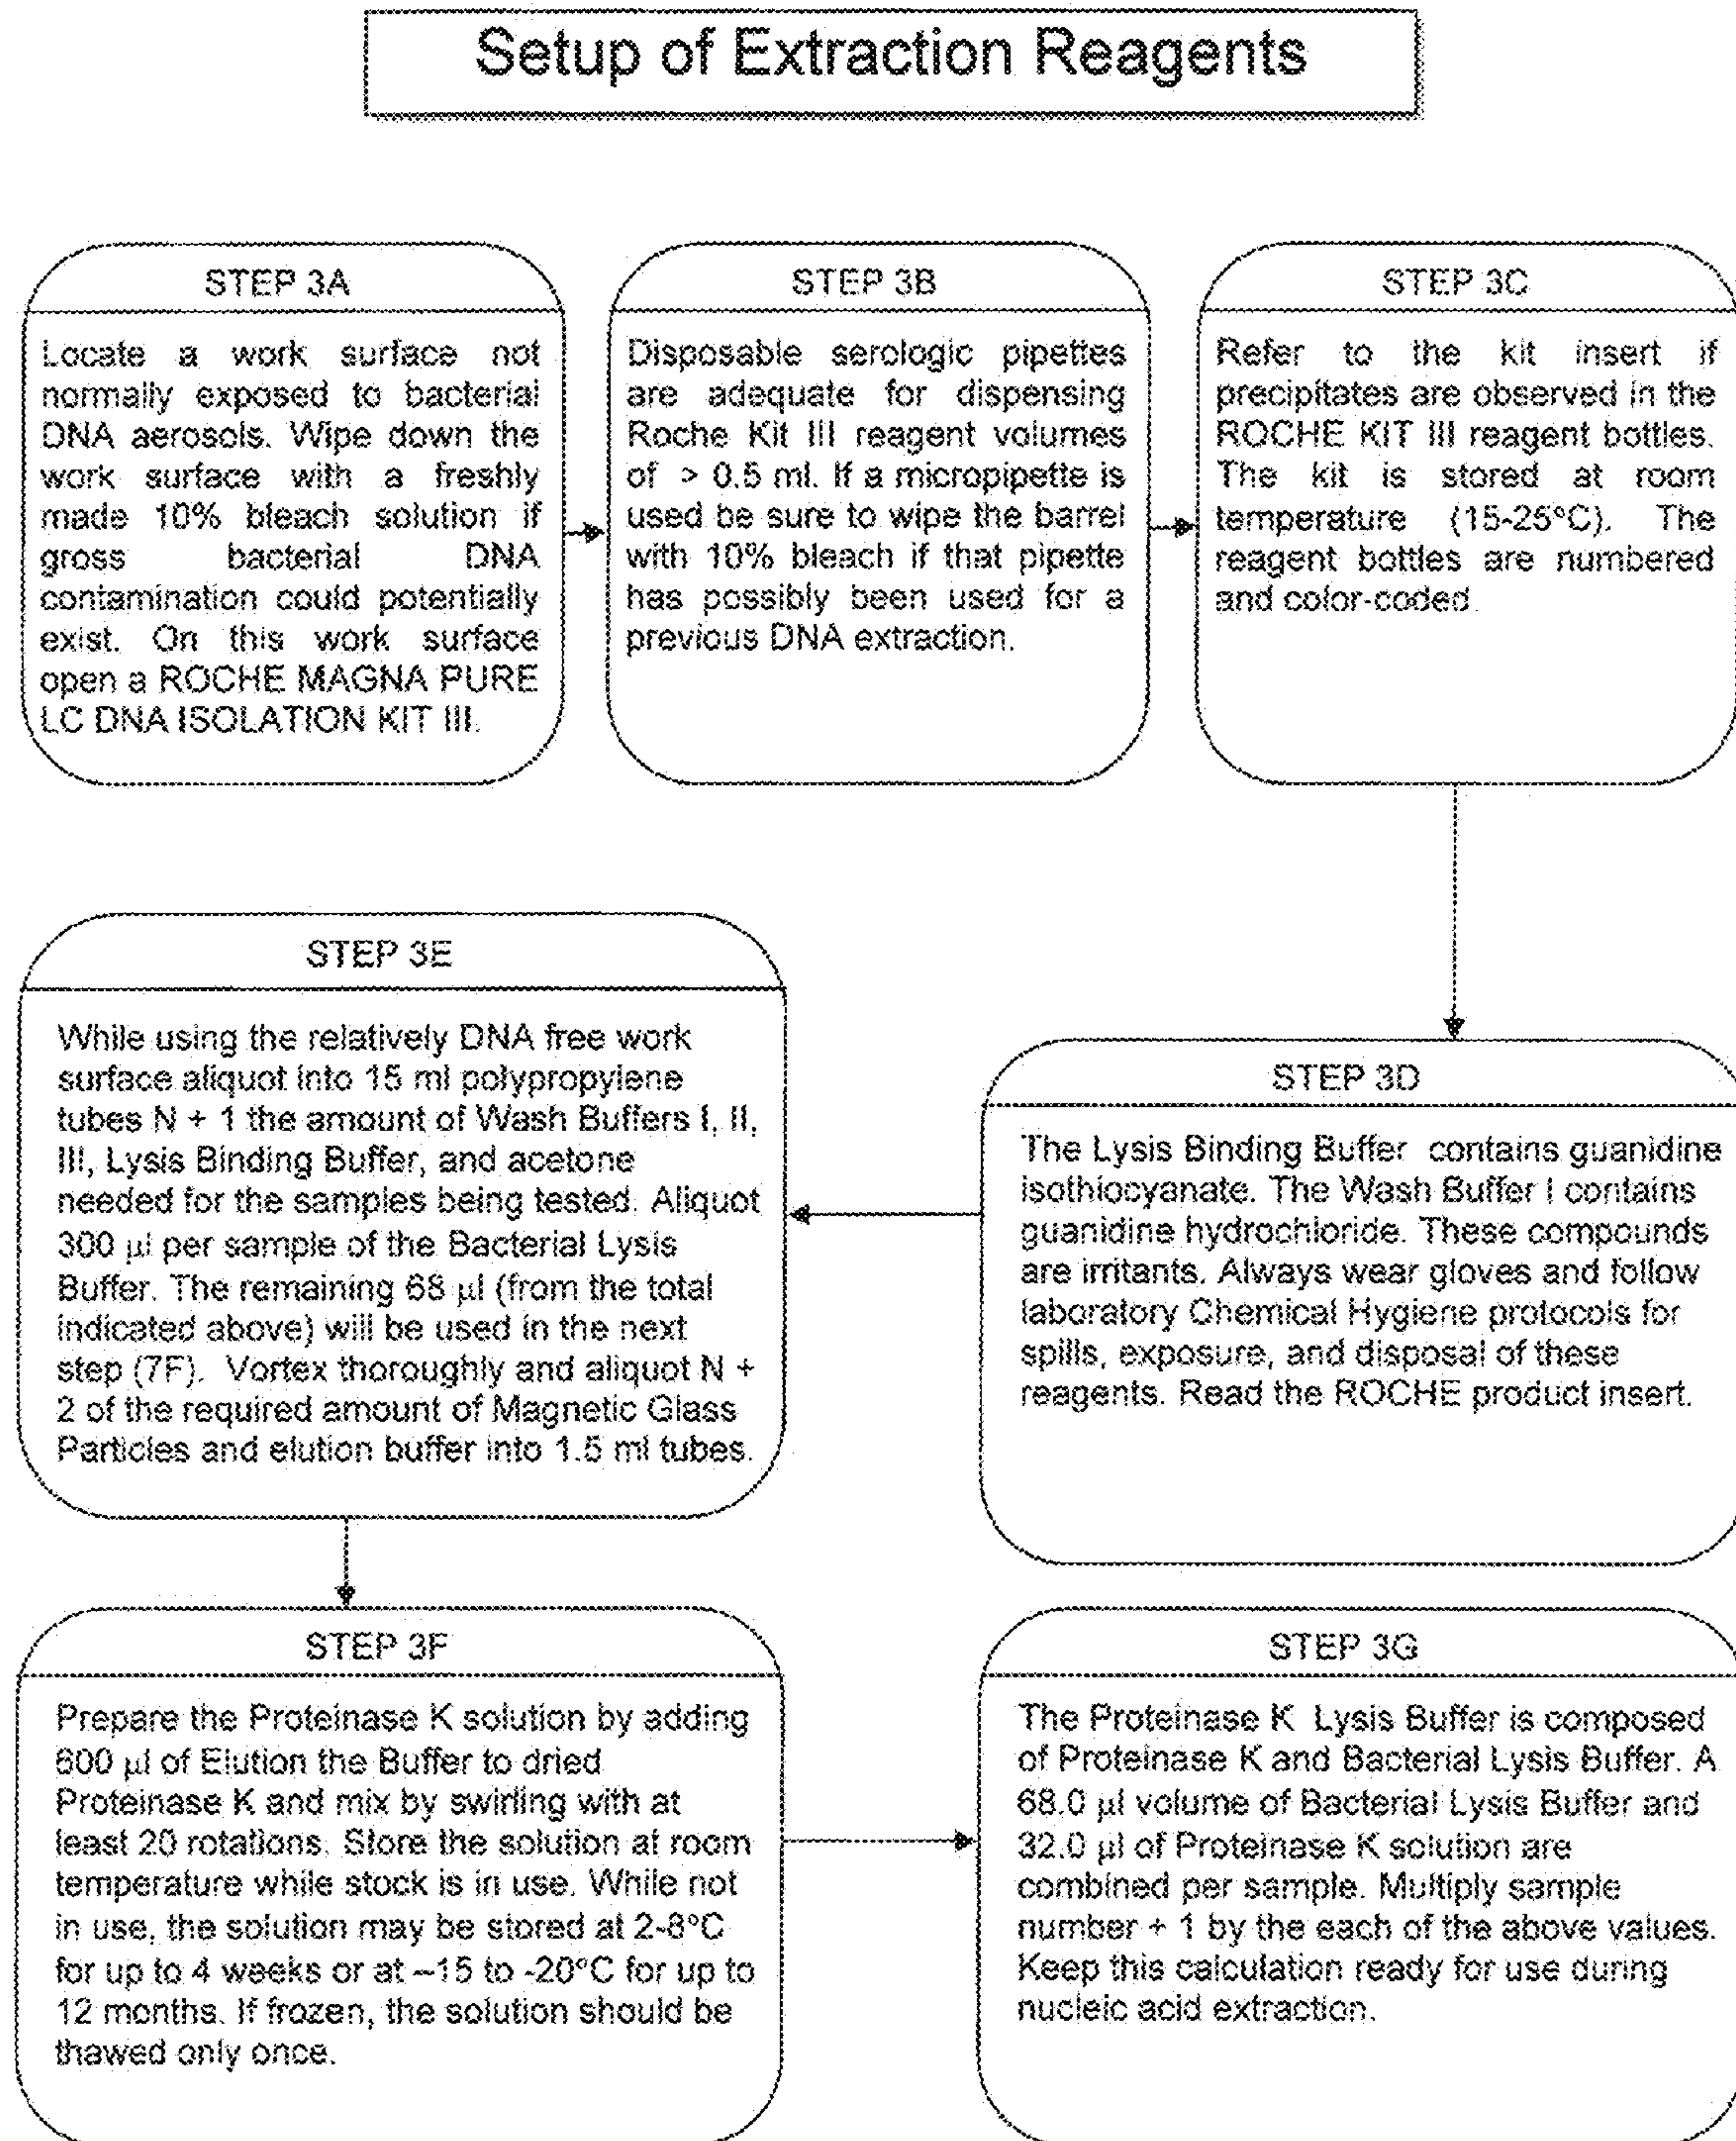 Setup of Extraction Reagents
STEP 3A
Locate a work surface not
normally exposed to bacterial
DNA aerosols. Wipe down the
work surface with a freshly
made 10% bleach solution if
gross bacterial DNA
contamination could potentially
exist. On this work surface
open a ROCHE MAGNA PURE
LC DNA ISOLATION KIT III.
STEP 3B
Disposable serologic pipettes
are adequate for dispensing
Roche Kit III reagent volumes
of > 0.5 ml. If a micropipette is
used be sure to wipe the barrel
with 10% bleach if that pipette
has possibly been used for a
previous DNA extraction.
STEP 3C
Refer to the kit insert if
precipitates are observed in the
ROCHE KIT III reagent bottles.
The kit is stored at room
temperature (15-25°C). The
reagent bottles are numbered
and color-coded
STEP 3D
The Lysis Binding Buffer contains guanidine
isothiocyanate. The Wash Buffer I contains
guanidine hydrochloride. These compounds
are irritants. Always wear gloves and follow
laboratory Chemical Hygiene protocols for
spills, exposure, and disposal of these
reagents. Read the ROCHE product insert.
STEP 3E
While using the relatively DNA free work
surface aliquot into 15 ml polypropylene
tubes N + 1 the amount of Wash Buffers I, II,
III, Lysis Binding Buffer, and acetone
needed for the samples being tested. Aliquot
300 µl per sample of the Bacterial Lysis
Buffer. The remaining 68 µl (from the total
indicated above) will be used in the next
step (7F). Vortex thoroughly and aliquot N +
2 of the required amount of Magnetic Glass
Particles and elution buffer into 1.5 ml tubes.
STEP 3F
Prepare the Proteinase K solution by adding
600 µl of Elution the Buffer to dried
Proteinase K and mix by swirling with at
least 20 rotations. Store the solution at room
temperature while stock is in use. While not
in use, the solution may be stored at 2-8°C
for up to 4 weeks or at –15 to -20°C for up to
12 months. If frozen, the solution should be
thawed only once.
STEP 3G
The Proteinase K Lysis Buffer is composed
of Proteinase K and Bacterial Lysis Buffer. A
68.0 µl volume of Bacterial Lysis Buffer and
32.0 µl of Proteinase K solution are
combined per sample. Multiply sample
number + 1 by the each of the above values.
Keep this calculation ready for use during
nucleic acid extraction.